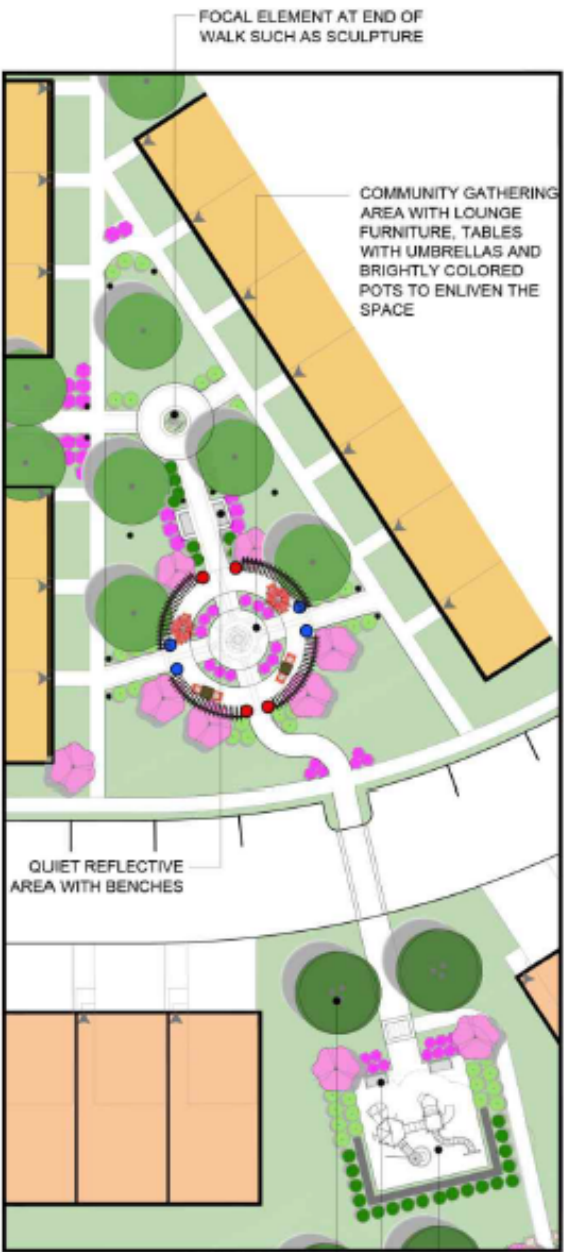 FOCAL ELEMENT AT END OF
WALK SUCH AS SCULPTURE
COMMUNITY GATHERING
AREA WITH LOUNGE
FURNITURE, TABLES
WITH UMBRELLAS AND
BRIGHTLY COLORED
POTS TO ENLIVEN THE
SPACE
QUIET REFLECTIVE
AREA WITH BENCHES